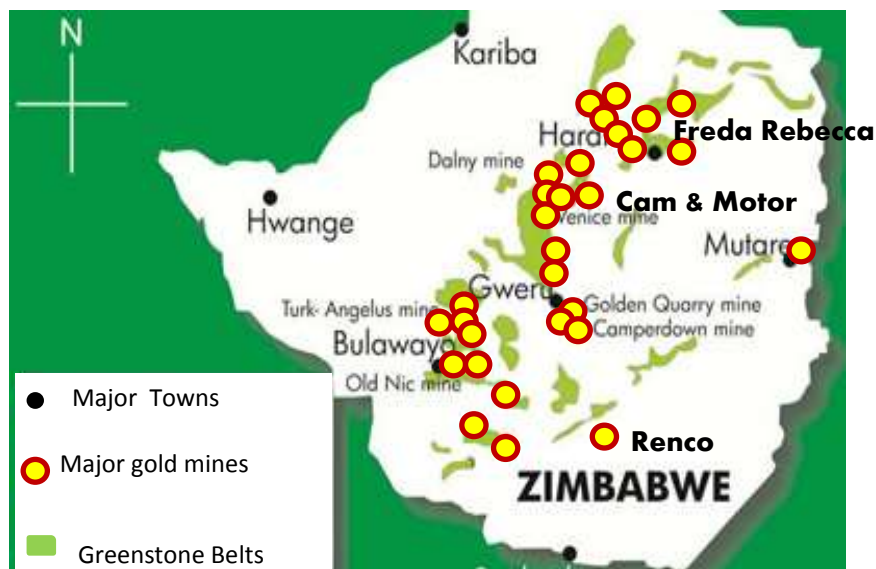 N
Kariba
Harar
Freda Rebecca
Dalny mine
Cam & Motor
Venice mine
Hwange
Mutare
Gweru
Turk- Angelus mine
Golden Quarry mine
Camperdown mine
Bulawayo
Old Nic mine
Renco
ZIMBABWE
Major Towns
Major gold mines
Greenstone Belts